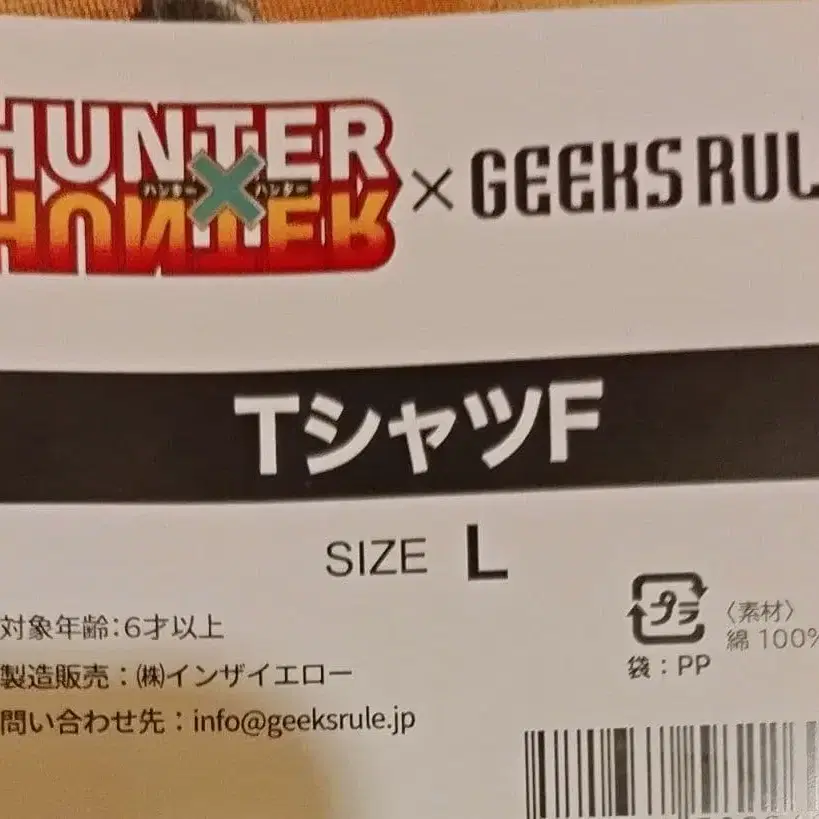 HUNTER × HUNTER
ハンター ハンター
× GEEKS RUL
TシャツF
SIZE L
対象年齢:6才以上
製造販売:㈱インザイエロー
問い合わせ先:info@geeksrule.jp
プラ
袋:PP
〈素材〉
綿 100%